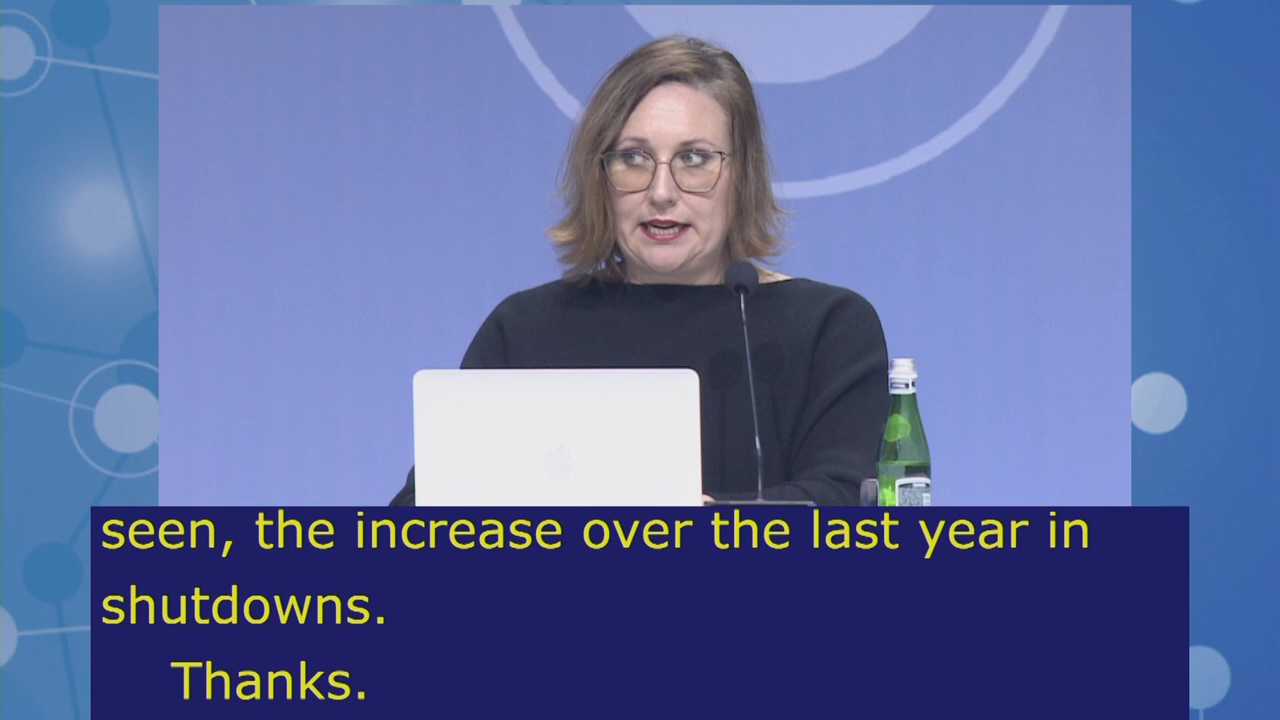 seen, the increase over the last year in
shutdowns.
Thanks.